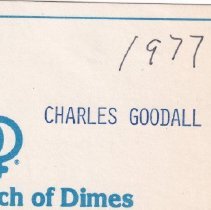 1977
CHARLES GOODALL
®
ch of Dimes